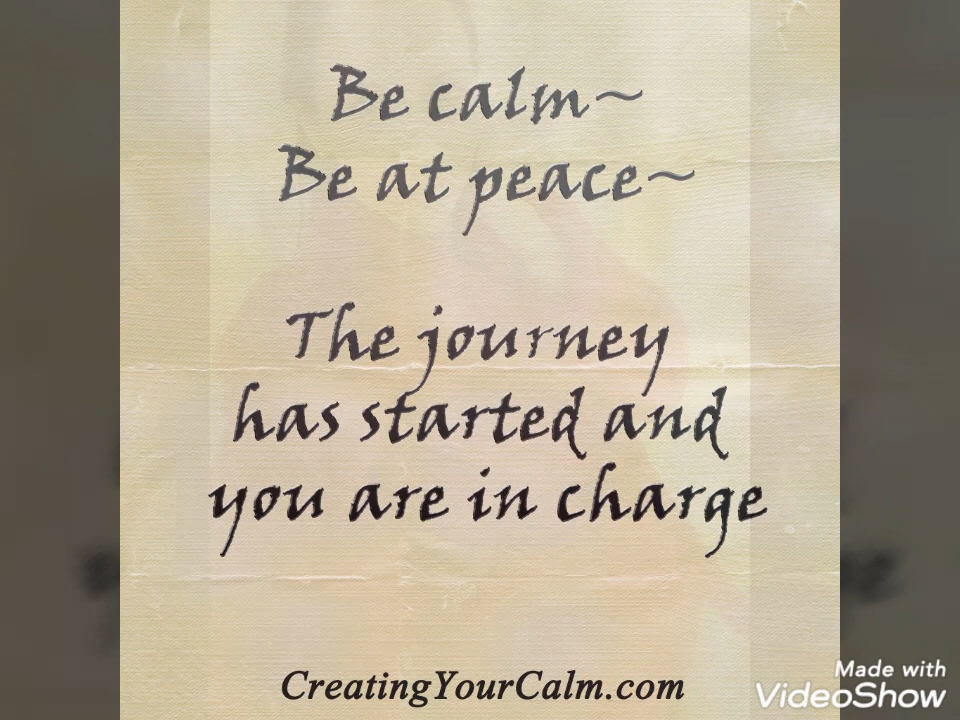 Be calm~
Be at peace~
The journey
has started and
you are in charge
CreatingYourCalm.com
Made with
VideoShow